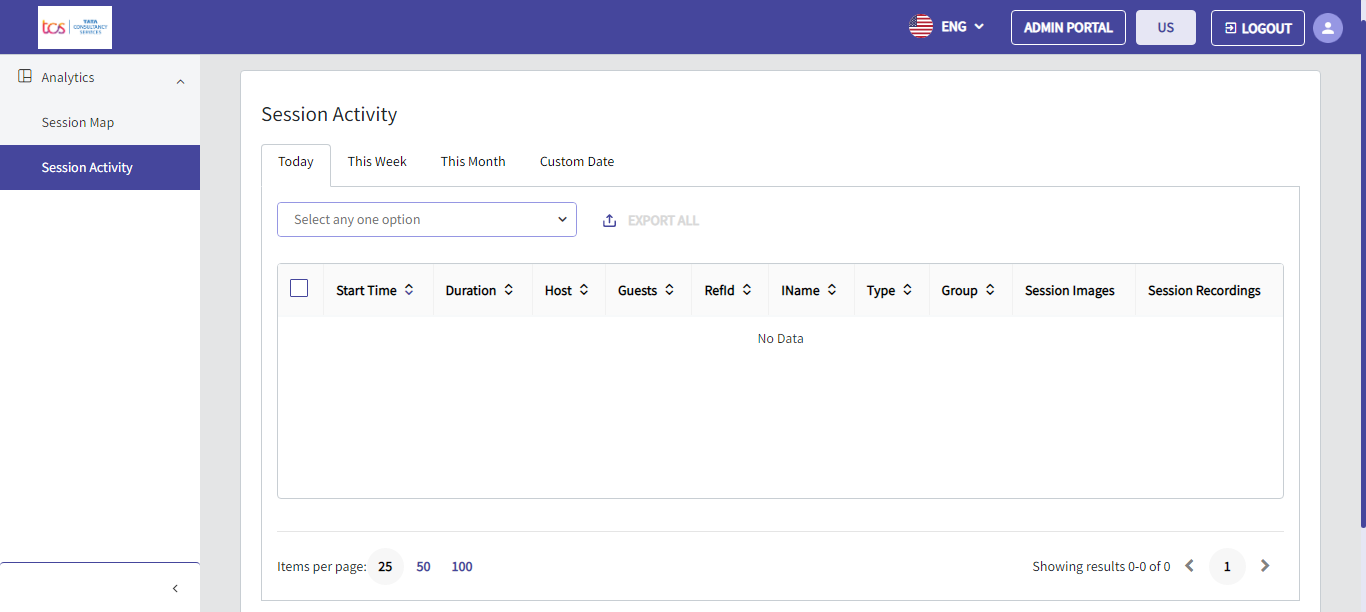 tcs TATA CONSULTANCY SERVICES
ENG
ADMIN PORTAL
US
LOGOUT
Analytics
Session Map
Session Activity
Session Activity
Today This Week This Month Custom Date
Select any one option
EXPORT ALL
Start Time Duration Host Guests RefId IName Type Group Session Images Session Recordings
No Data
Items per page: 25 50 100
Showing results 0-0 of 0 1